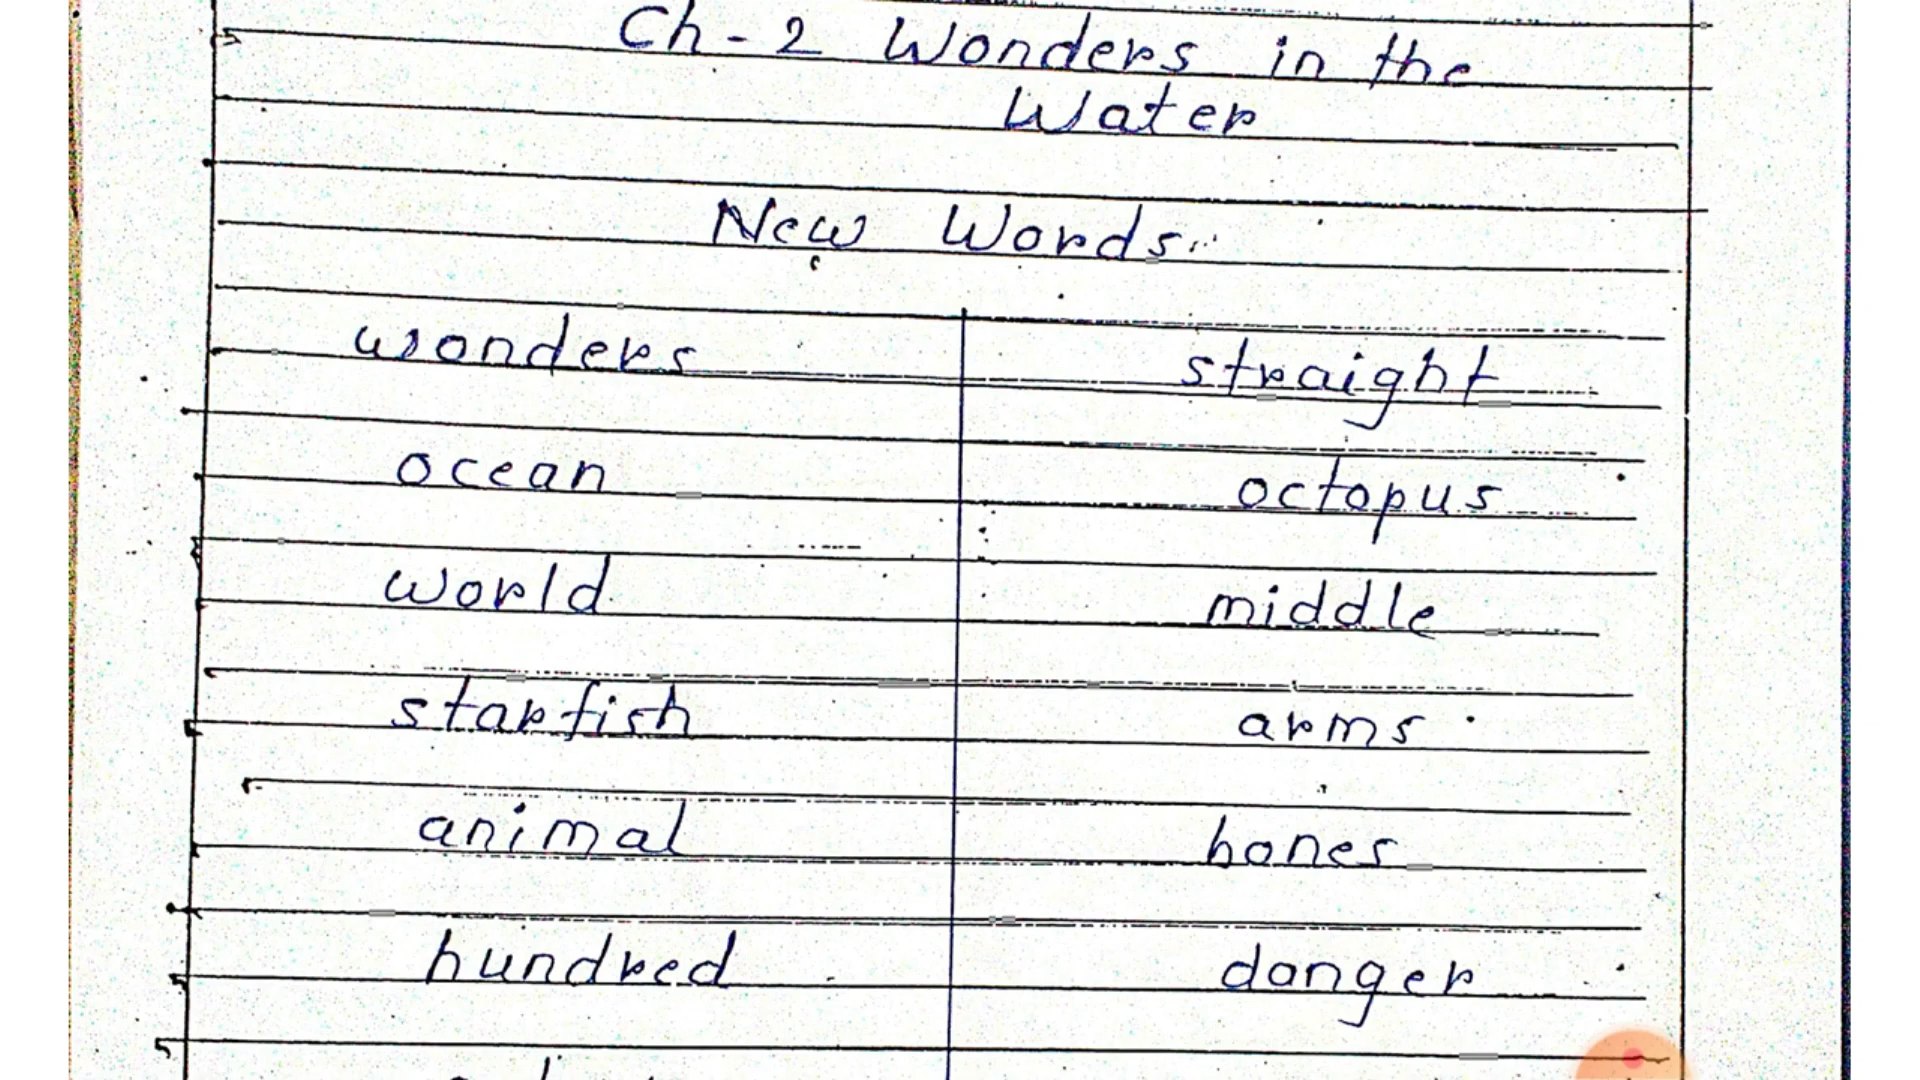 Ch - 2 Wonders in the
Water
New Words
wonders straight
ocean octopus
world middle
starfish arms
animal bones
hundred danger